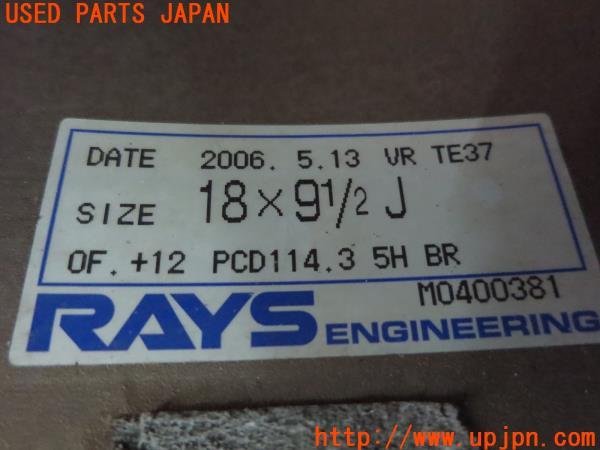 USED PARTS JAPAN
DATE 2006. 5.13 VR TE37
SIZE 18×9 1/2 J
OF. +12 PCD114.3 5H BR
M0400381
RAYS ENGINEERING
UPJ
http://www.upjpn.com/